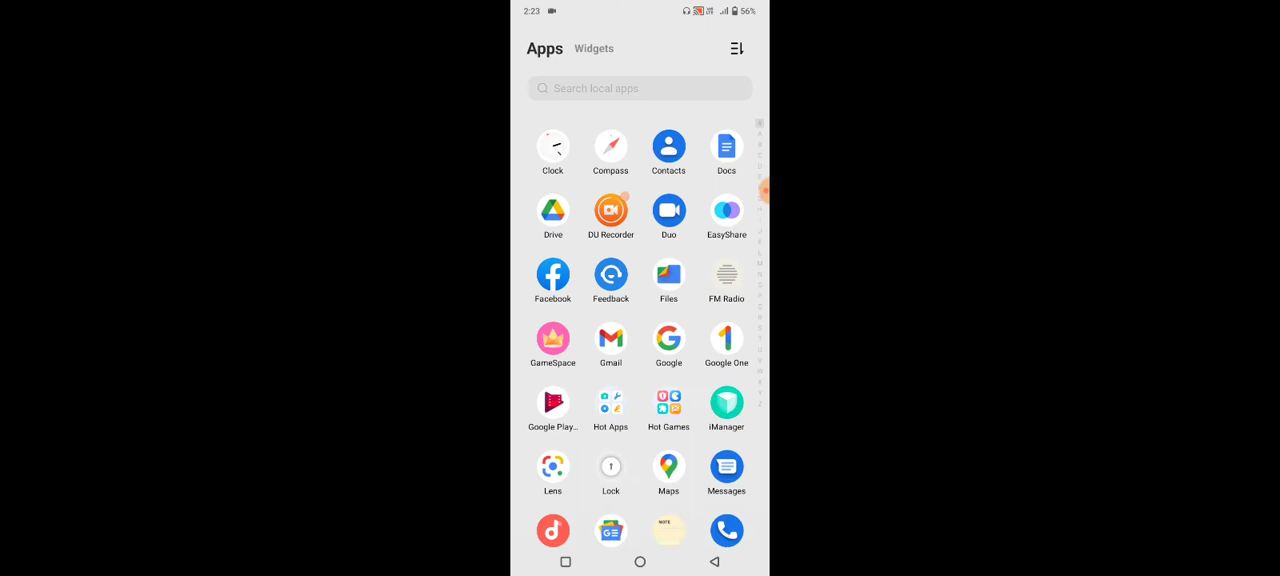 2:23 56%
Apps Widgets
Search local apps
Clock Compass Contacts Docs
Drive DU Recorder Duo EasyShare
Facebook Feedback Files FM Radio
GameSpace Gmail Google Google One
Google Play... Hot Apps Hot Games iManager
Lens Lock Maps Messages
NOTE